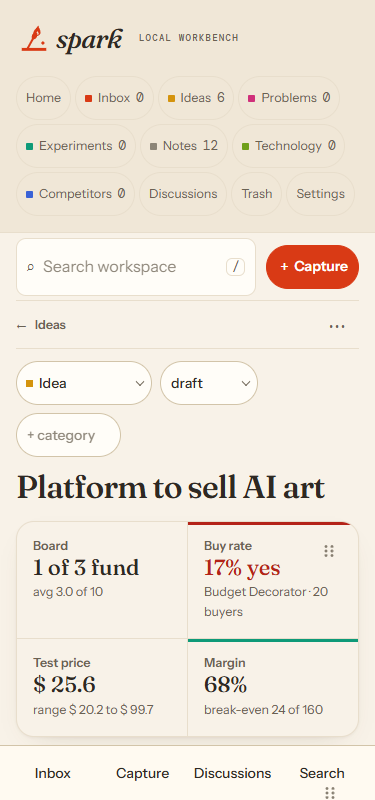 spark LOCAL WORKBENCH
Home Inbox 0 Ideas 6 Problems 0
Experiments 0 Notes 12 Technology 0
Competitors 0 Discussions Trash Settings
Search workspace / + Capture
← Ideas ...
Idea draft
+ category
Platform to sell AI art
Board
1 of 3 fund
avg 3.0 of 10
Buy rate
17% yes
Budget Decorator · 20
buyers
Test price
$ 25.6
range $ 20.2 to $ 99.7
Margin
68%
break-even 24 of 160
Inbox Capture Discussions Search